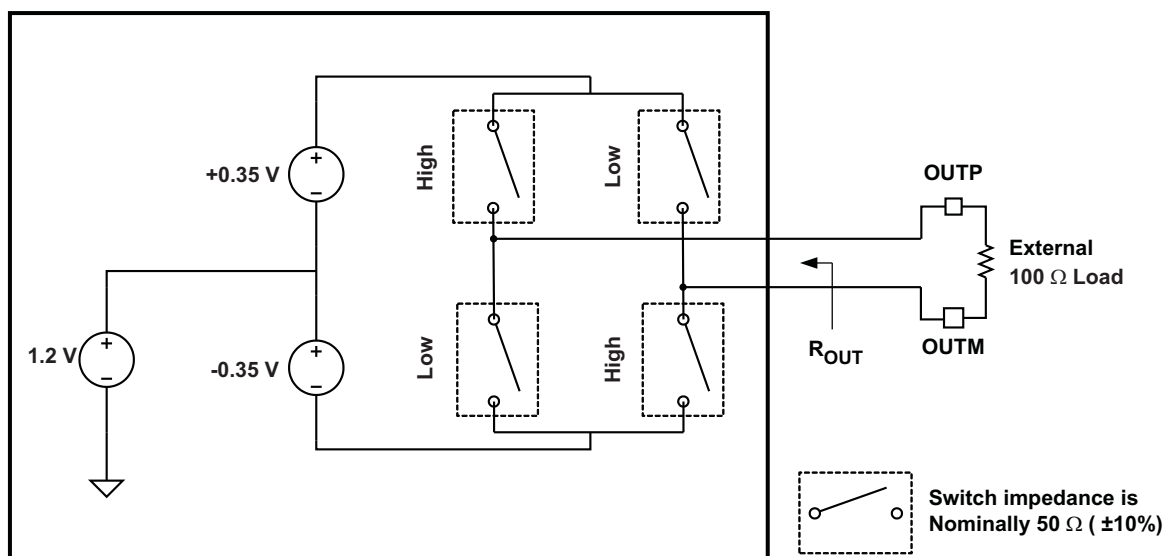 +0.35 V
High
Low
OUTP
External
100 Ω Load
1.2 V
-0.35 V
Low
High
R_OUT
OUTM
+
−
+
−
+
−
Switch impedance is
Nominally 50 Ω ( ±10%)